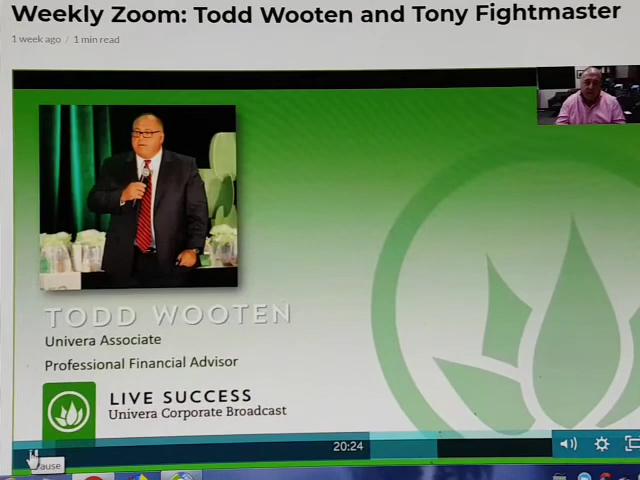 Weekly Zoom: Todd Wooten and Tony Fightmaster
1 week ago / 1 min read
TODD WOOTEN
Univera Associate
Professional Financial Advisor
LIVE SUCCESS
Univera Corporate Broadcast
20:24
Pause